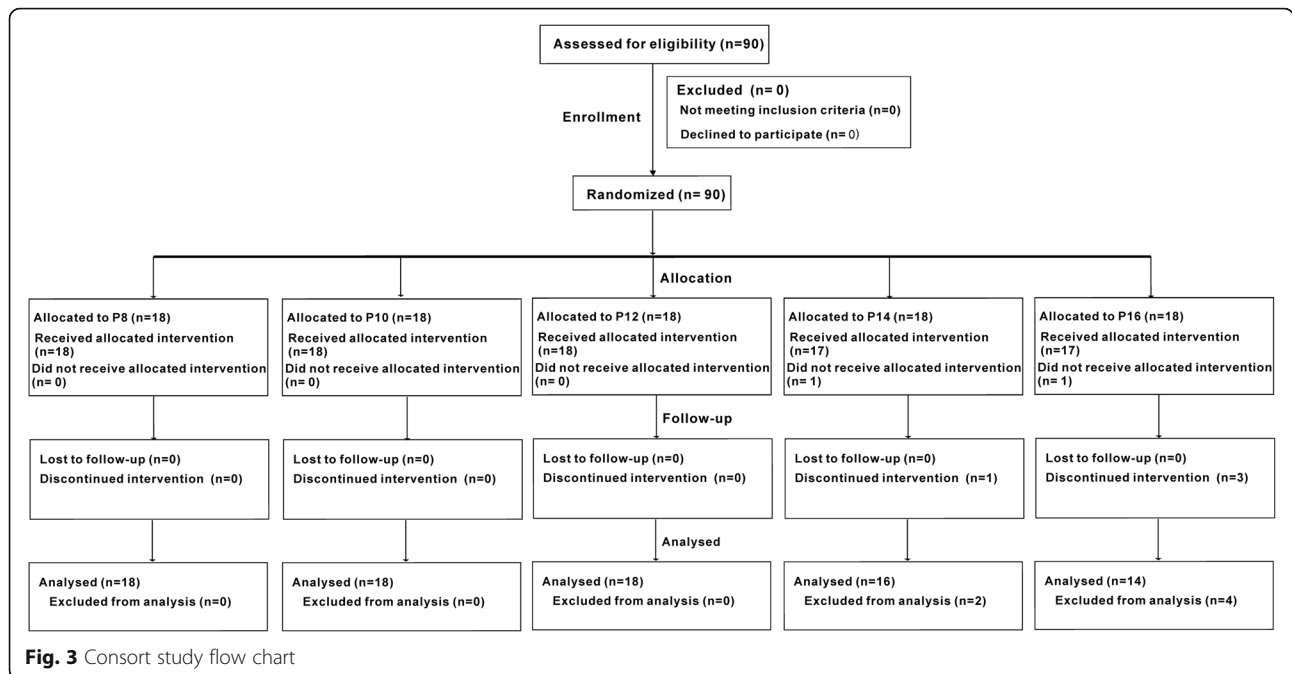 Assessed for eligibility (n=90)
Excluded (n= 0)
Not meeting inclusion criteria (n=0)
Declined to participate (n= 0)
Enrollment
Randomized (n= 90)
Allocation
Allocated to P8 (n=18)
Received allocated intervention
(n=18)
Did not receive allocated intervention
(n= 0)
Allocated to P10 (n=18)
Received allocated intervention
(n=18)
Did not receive allocated intervention
(n= 0)
Allocated to P12 (n=18)
Received allocated intervention
(n=18)
Did not receive allocated intervention
(n= 0)
Allocated to P14 (n=18)
Received allocated intervention
(n=17)
Did not receive allocated intervention
(n= 1)
Allocated to P16 (n=18)
Received allocated intervention
(n=17)
Did not receive allocated intervention
(n= 1)
Follow-up
Lost to follow-up (n=0)
Discontinued intervention (n=0)
Lost to follow-up (n=0)
Discontinued intervention (n=0)
Lost to follow-up (n=0)
Discontinued intervention (n=0)
Lost to follow-up (n=0)
Discontinued intervention (n=1)
Lost to follow-up (n=0)
Discontinued intervention (n=3)
Analysed
Analysed (n=18)
Excluded from analysis (n=0)
Analysed (n=18)
Excluded from analysis (n=0)
Analysed (n=18)
Excluded from analysis (n=0)
Analysed (n=16)
Excluded from analysis (n=2)
Analysed (n=14)
Excluded from analysis (n=4)
Fig. 3 Consort study flow chart